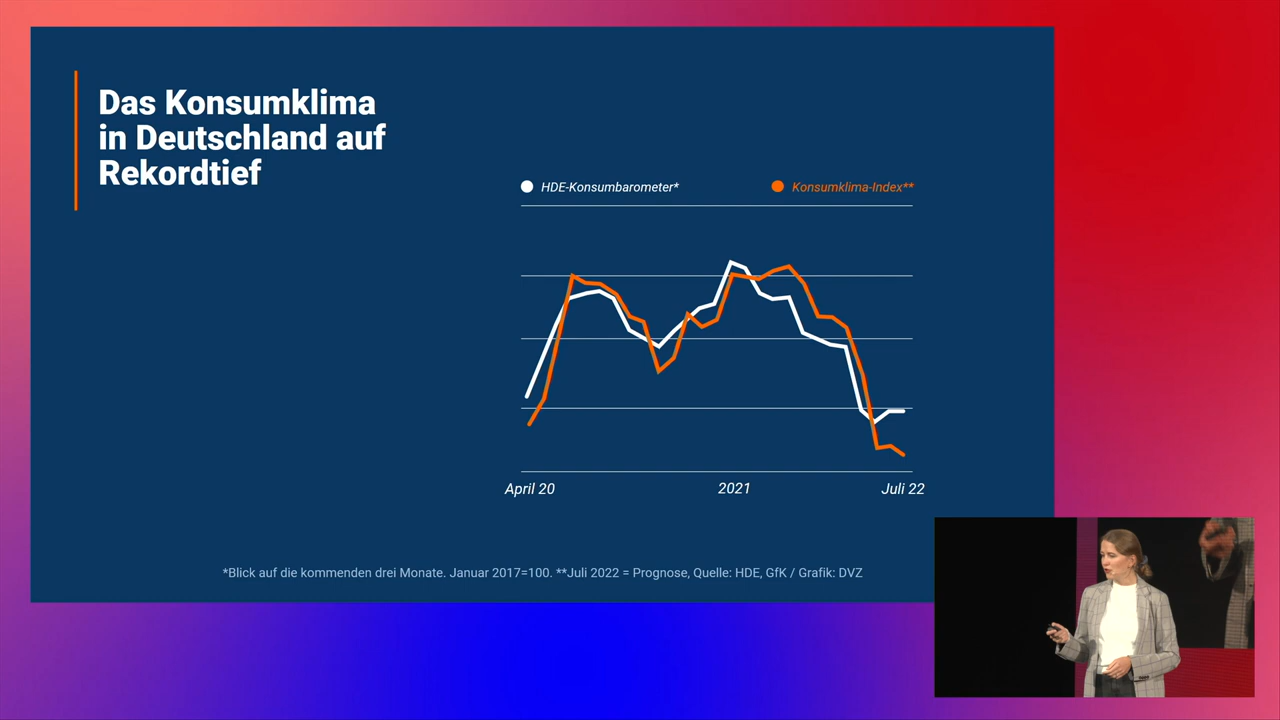 Das Konsumklima
in Deutschland auf
Rekordtief
HDE-Konsumbarometer*
Konsumklima-Index**
April 20
2021
Juli 22
*Blick auf die kommenden drei Monate. Januar 2017=100. **Juli 2022 = Prognose, Quelle: HDE, GfK / Grafik: DVZ